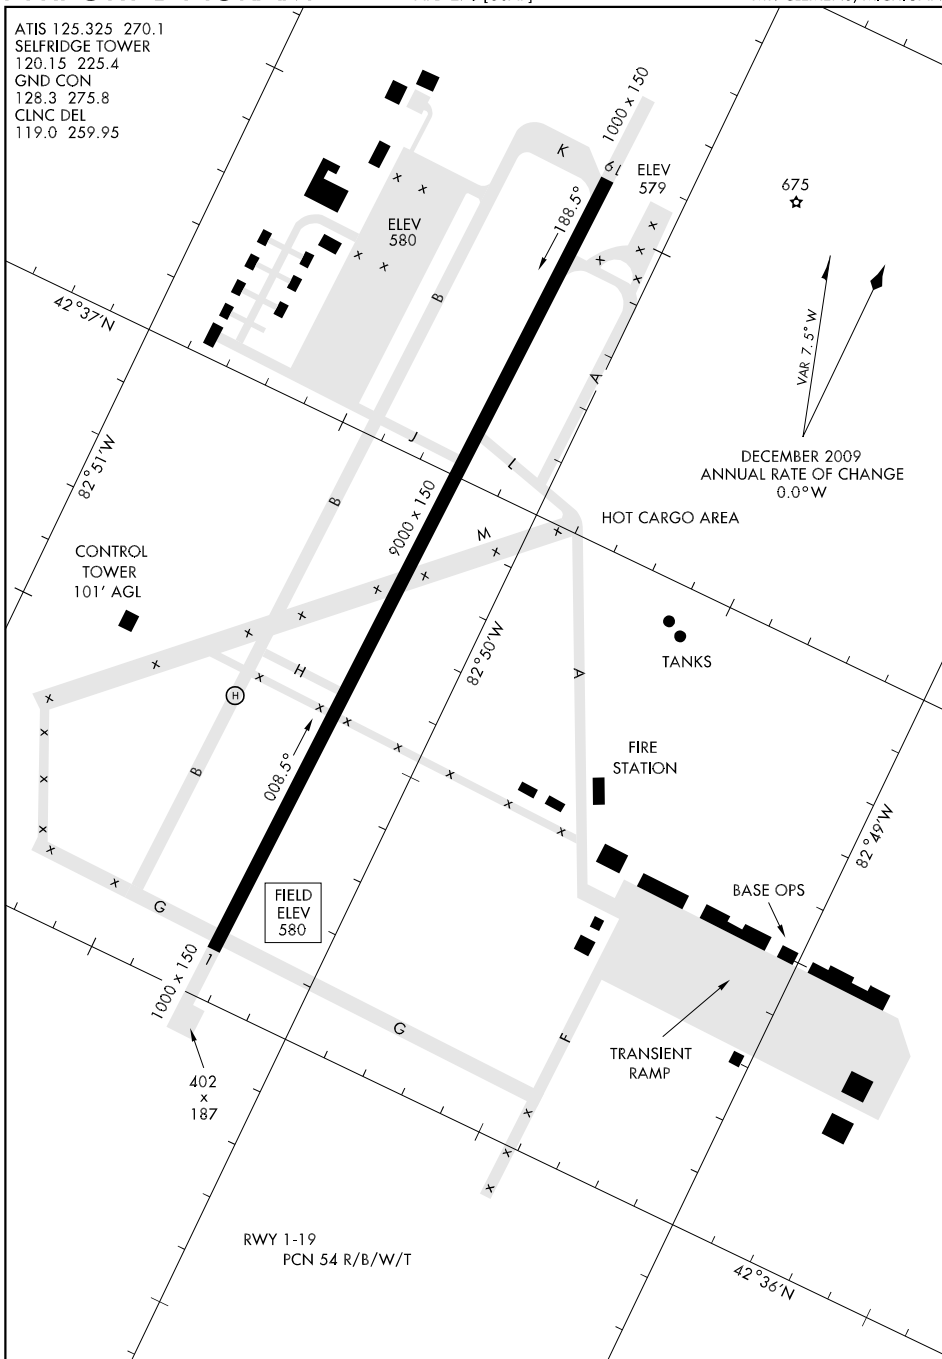 ATIS 125.325 270.1
SELFRIDGE TOWER
120.15 225.4
GND CON
128.3 275.8
CLNC DEL
119.0 259.95
1000 x 150
K
19
ELEV
579
675
188.5°
ELEV
580
B
42°37'N
VAR 7.5° W
A
J
L
82°51'W
DECEMBER 2009
ANNUAL RATE OF CHANGE
0.0°W
B
9000 x 150
HOT CARGO AREA
M
CONTROL
TOWER
101' AGL
82°50'W
TANKS
H
A
H
FIRE
STATION
B
008.5°
82°49'W
BASE OPS
FIELD
ELEV
580
G
1
1000 x 150
G
F
TRANSIENT
RAMP
402
x
187
RWY 1-19
PCN 54 R/B/W/T
42°36'N